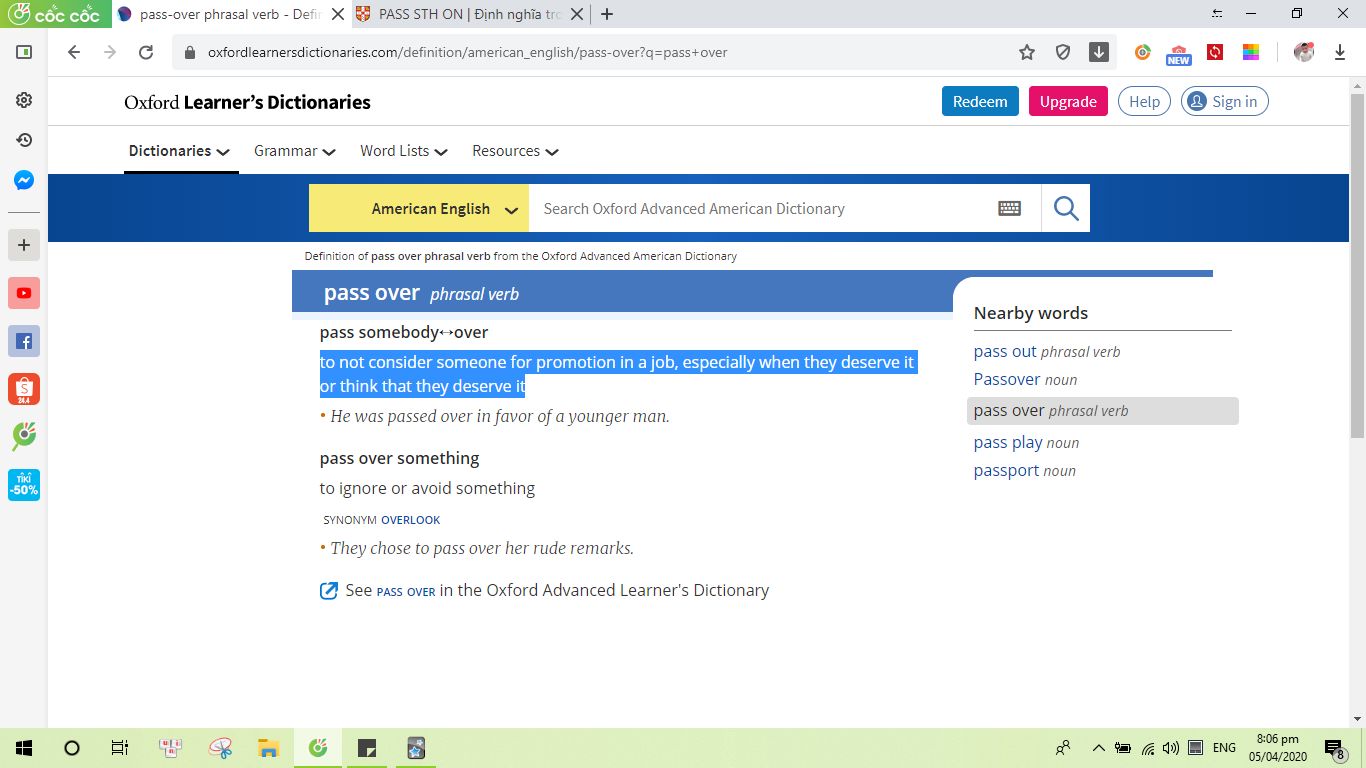 cốc cốc
pass-over phrasal verb - Defin
PASS STH ON | Định nghĩa tro
oxfordlearnersdictionaries.com/definition/american_english/pass-over?q=pass+over
NEW
Oxford Learner's Dictionaries
Redeem
Upgrade
Help
Sign in
Dictionaries
Grammar
Word Lists
Resources
American English
Search Oxford Advanced American Dictionary
Definition of pass over phrasal verb from the Oxford Advanced American Dictionary
pass over phrasal verb
pass somebody↔over
to not consider someone for promotion in a job, especially when they deserve it
or think that they deserve it
• He was passed over in favor of a younger man.
pass over something
to ignore or avoid something
SYNONYM OVERLOOK
• They chose to pass over her rude remarks.
See PASS OVER in the Oxford Advanced Learner's Dictionary
Nearby words
pass out phrasal verb
Passover noun
pass over phrasal verb
pass play noun
passport noun
24.4
TIKI
-50%
ENG
8:06 pm
05/04/2020
8